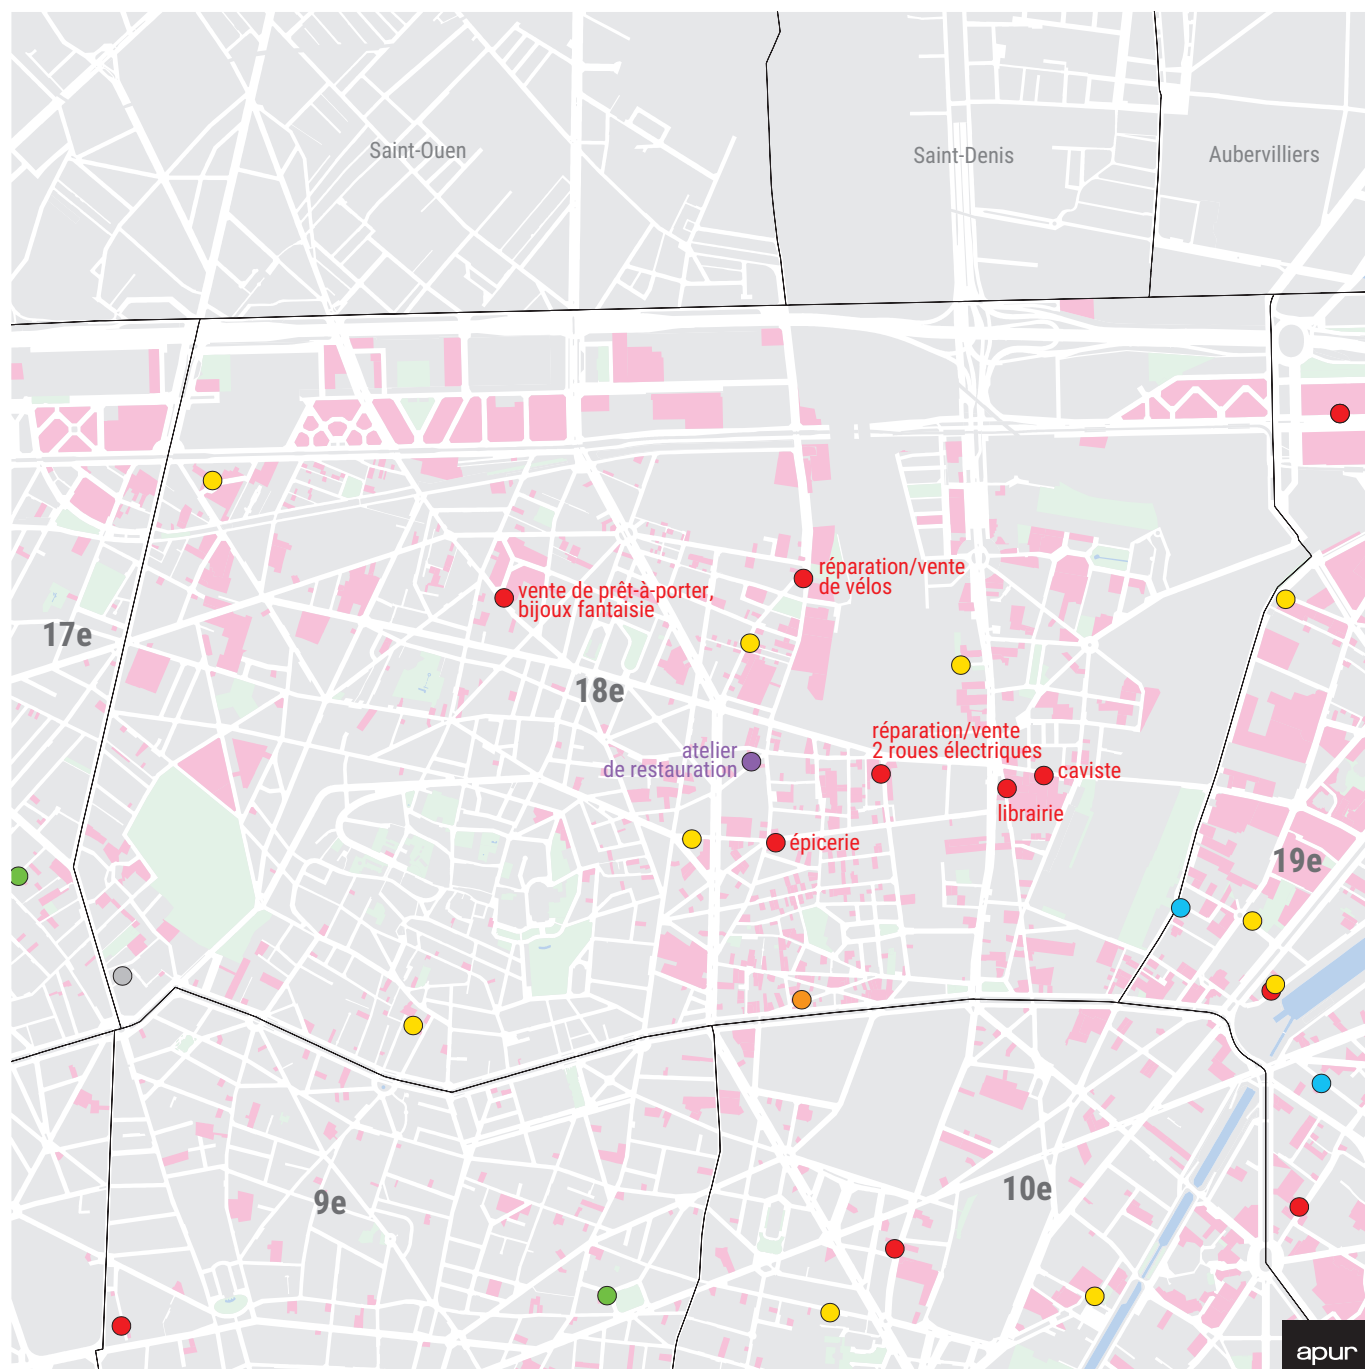 Saint-Ouen
Saint-Denis
Aubervilliers
réparation/vente
de vélos
vente de prêt-à-porter,
bijoux fantaisie
17e
18e
réparation/vente
2 roues électriques
atelier
de restauration
caviste
librairie
épicerie
19e
10e
9e
apur